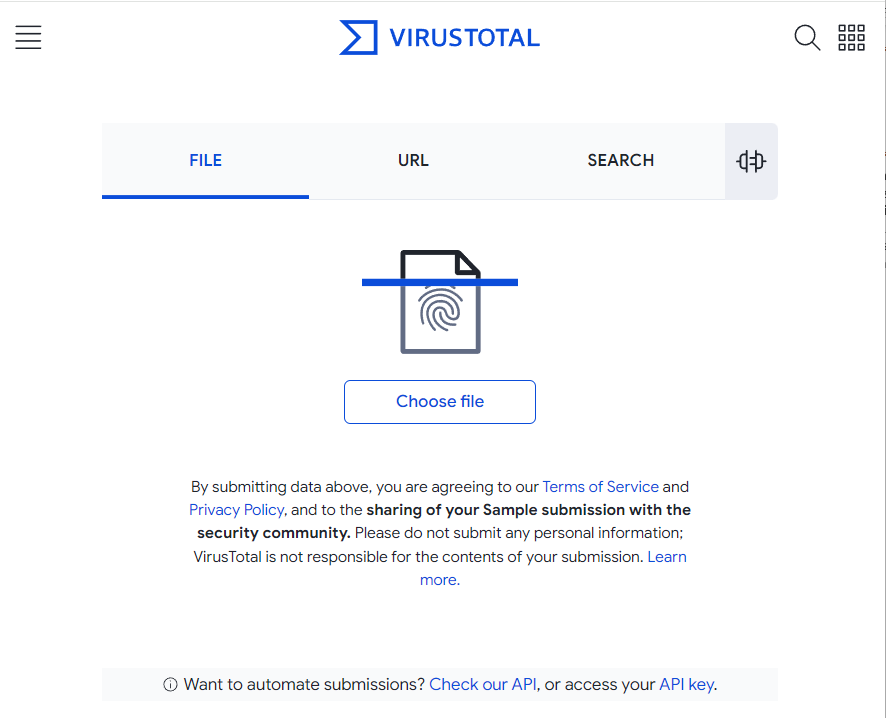 VIRUSTOTAL
FILE
URL
SEARCH
Choose file
By submitting data above, you are agreeing to our Terms of Service and
Privacy Policy, and to the sharing of your Sample submission with the
security community. Please do not submit any personal information;
VirusTotal is not responsible for the contents of your submission. Learn
more.
Want to automate submissions? Check our API, or access your API key.